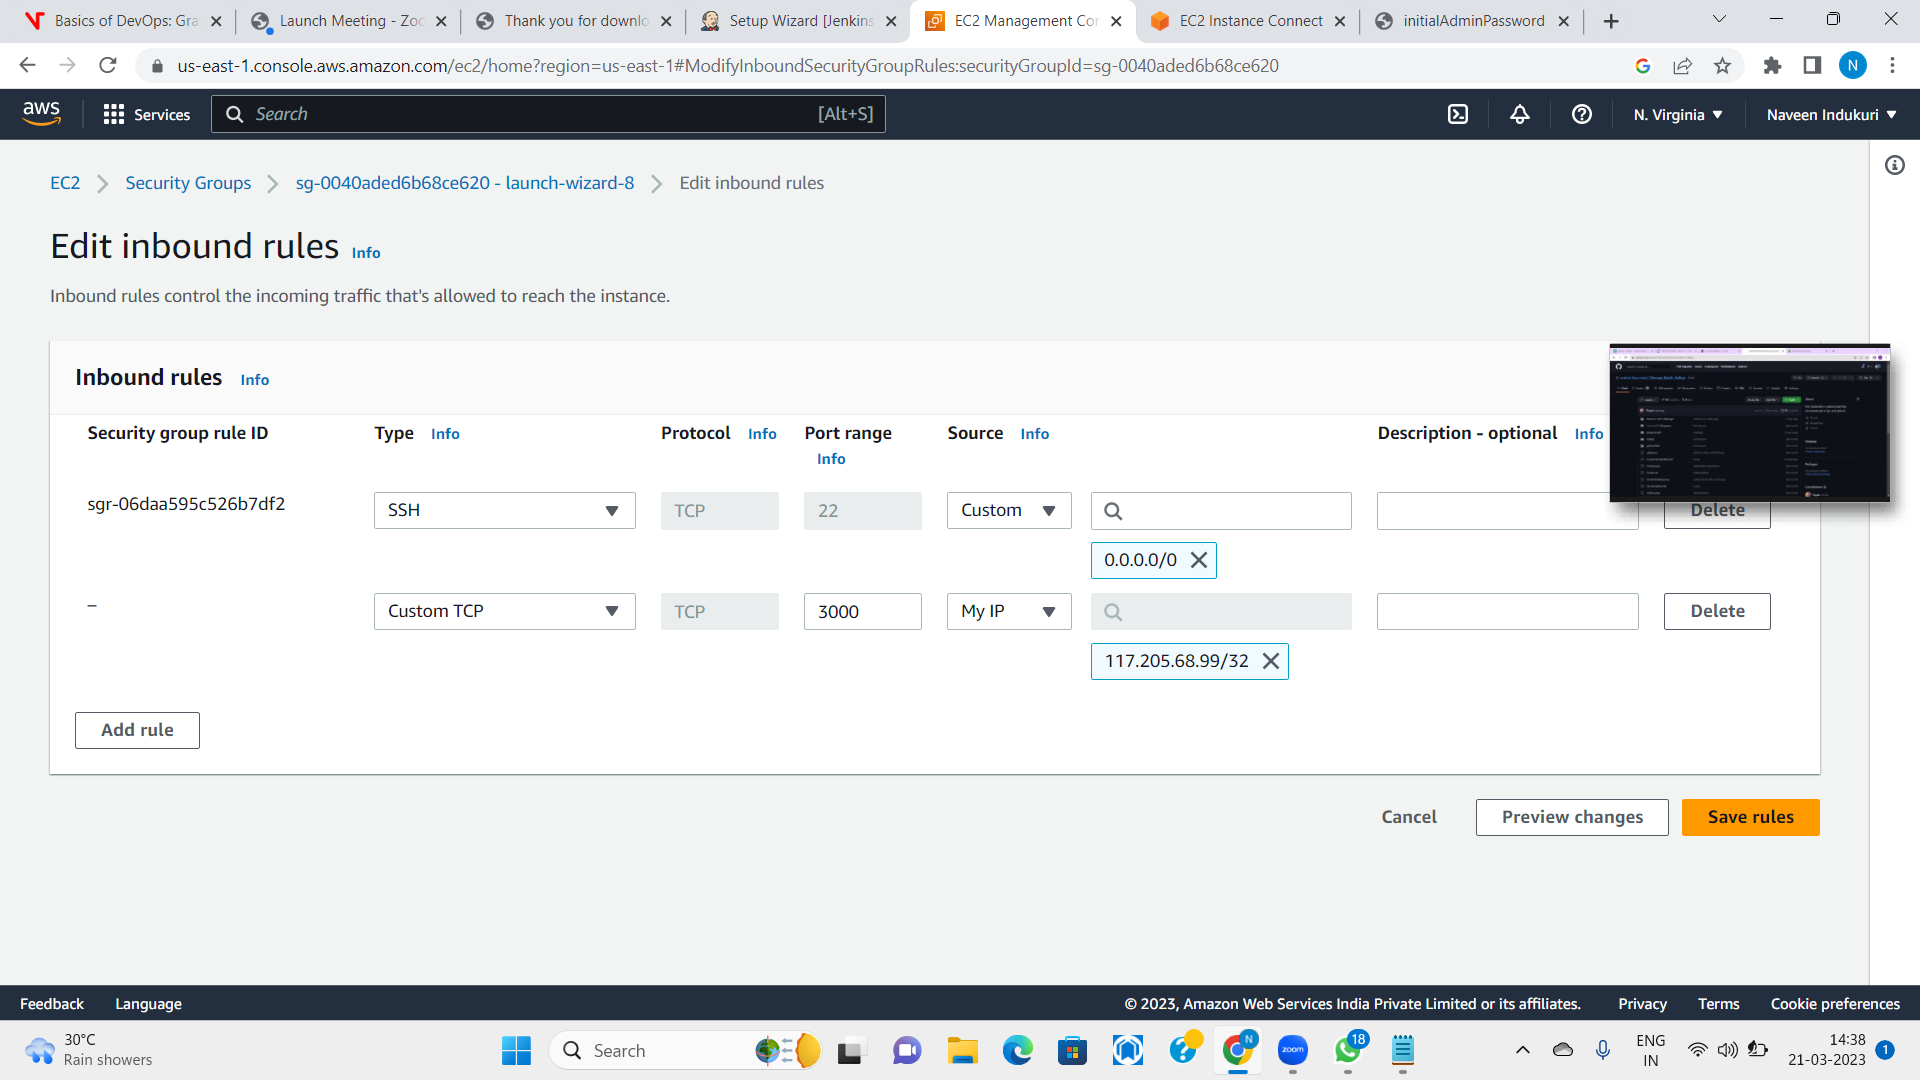 Basics of DevOps: Gra
Launch Meeting - Zoo
Thank you for downlo
Setup Wizard [Jenkins
EC2 Management Con
EC2 Instance Connect
initialAdminPassword
us-east-1.console.aws.amazon.com/ec2/home?region=us-east-1#ModifyInboundSecurityGroupRules:securityGroupId=sg-0040aded6b68ce620
N
aws
Services
Search
[Alt+S]
N. Virginia
Naveen Indukuri
EC2
Security Groups
sg-0040aded6b68ce620 - launch-wizard-8
Edit inbound rules
Edit inbound rules Info
Inbound rules control the incoming traffic that's allowed to reach the instance.
Inbound rules Info
Security group rule ID
Type Info
Protocol Info
Port range
Info
Source Info
Description - optional Info
sgr-06daa595c526b7df2
SSH
TCP
22
Custom
Delete
0.0.0.0/0
–
Custom TCP
TCP
3000
My IP
Delete
117.205.68.99/32
Add rule
Cancel
Preview changes
Save rules
Feedback
Language
© 2023, Amazon Web Services India Private Limited or its affiliates.
Privacy
Terms
Cookie preferences
30°C
Rain showers
Search
N
zoom
18
ENG
IN
14:38
21-03-2023
1